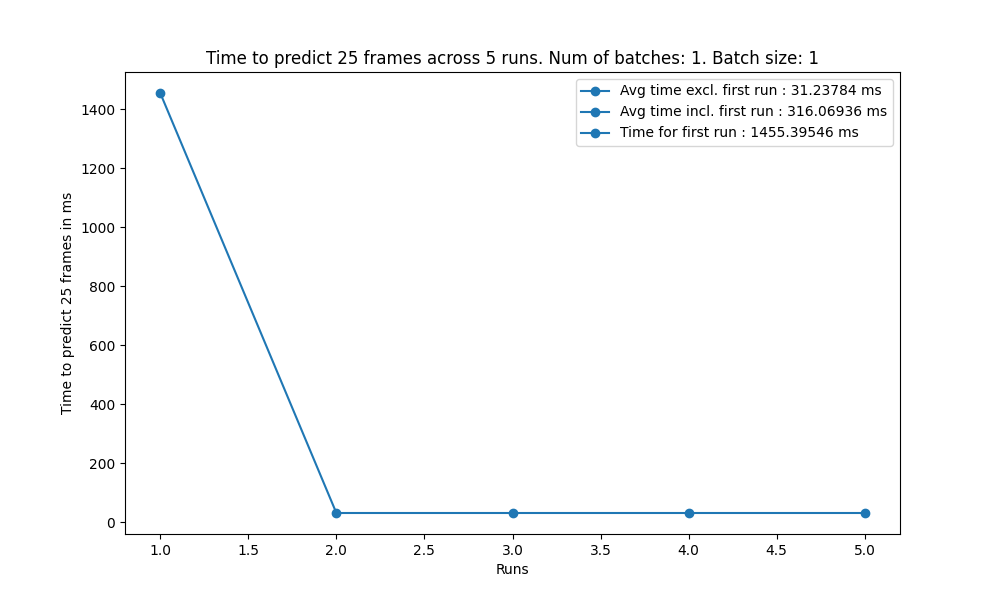 Time to predict 25 frames across 5 runs. Num of batches: 1. Batch size: 1
Avg time excl. first run : 31.23784 ms
Avg time incl. first run : 316.06936 ms
Time for first run : 1455.39546 ms
Time to predict 25 frames in ms
1400
1200
1000
800
600
400
200
0
1.0 1.5 2.0 2.5 3.0 3.5 4.0 4.5 5.0
Runs